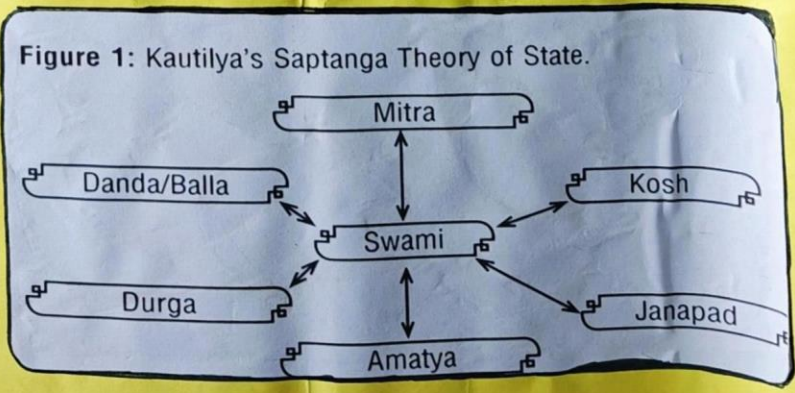 Figure 1: Kautilya's Saptanga Theory of State.
Mitra
Danda/Balla
Kosh
Swami
Durga
Janapad
Amatya